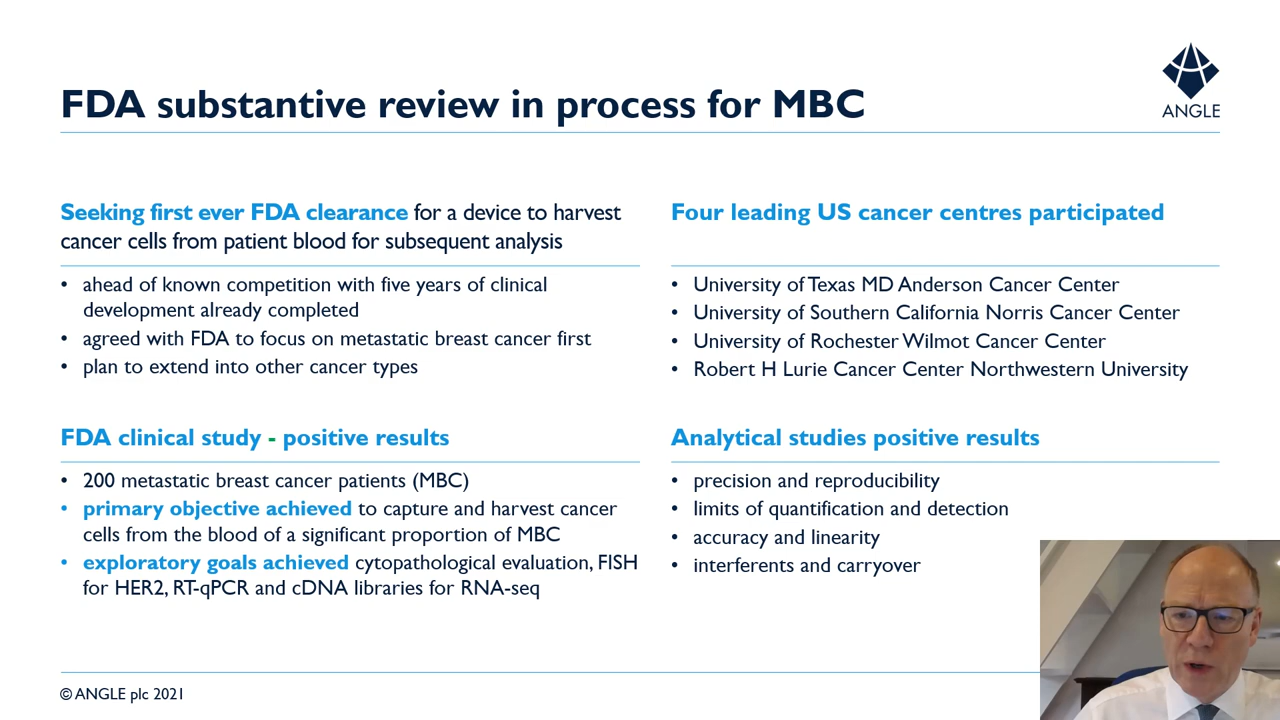 FDA substantive review in process for MBC
ANGLE
Seeking first ever FDA clearance for a device to harvest
cancer cells from patient blood for subsequent analysis
• ahead of known competition with five years of clinical
development already completed
• agreed with FDA to focus on metastatic breast cancer first
• plan to extend into other cancer types
Four leading US cancer centres participated
• University of Texas MD Anderson Cancer Center
• University of Southern California Norris Cancer Center
• University of Rochester Wilmot Cancer Center
• Robert H Lurie Cancer Center Northwestern University
FDA clinical study - positive results
• 200 metastatic breast cancer patients (MBC)
• primary objective achieved to capture and harvest cancer
cells from the blood of a significant proportion of MBC
• exploratory goals achieved cytopathological evaluation, FISH
for HER2, RT-qPCR and cDNA libraries for RNA-seq
Analytical studies positive results
• precision and reproducibility
• limits of quantification and detection
• accuracy and linearity
• interferents and carryover
© ANGLE plc 2021